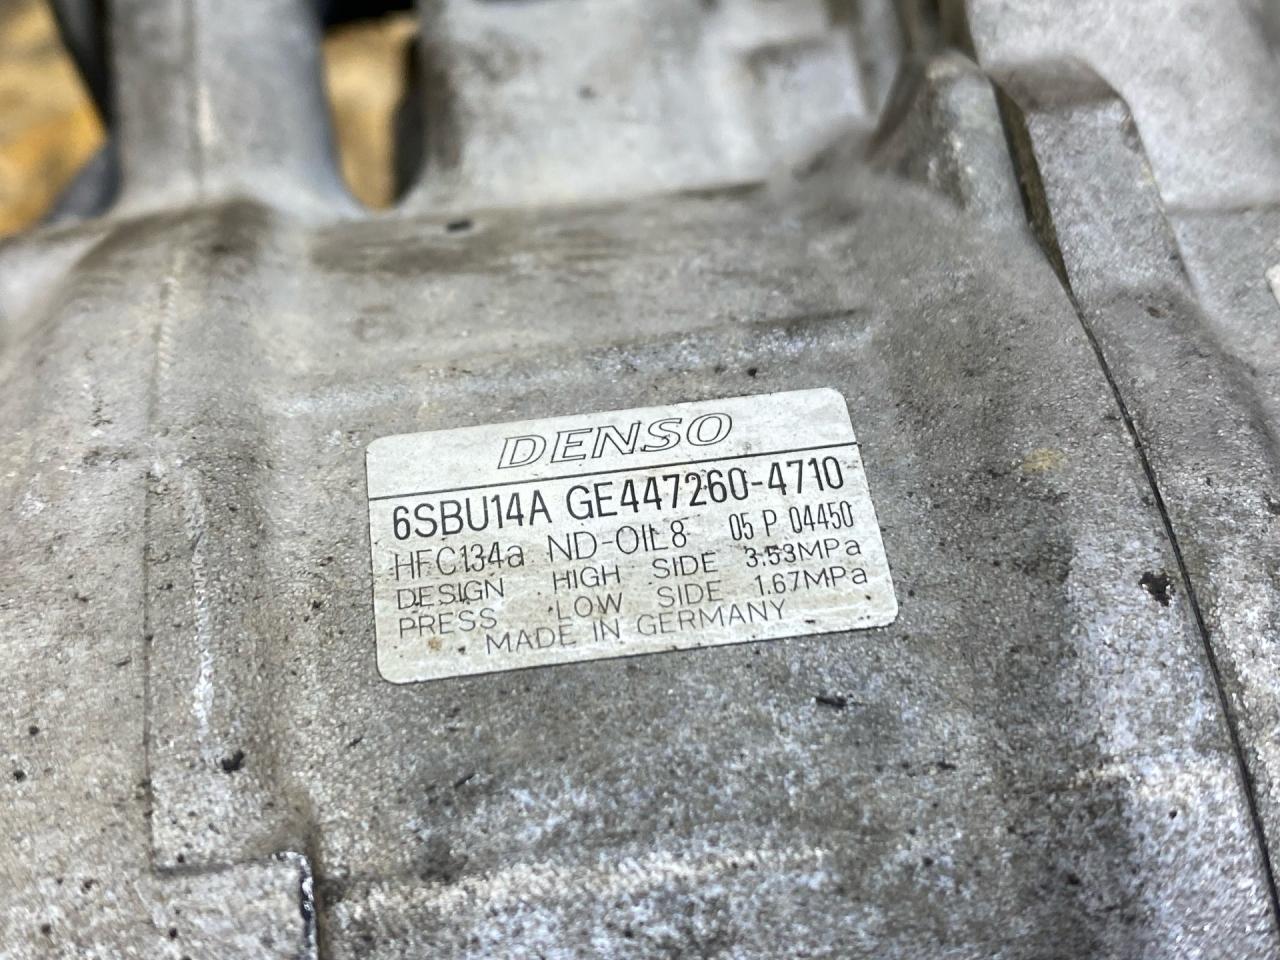 DENSO
6SBU14A GE447260-4710
HFC134a ND-OIL8 05 P 04450
DESIGN HIGH SIDE 3.53MPa
PRESS LOW SIDE 1.67MPa
MADE IN GERMANY